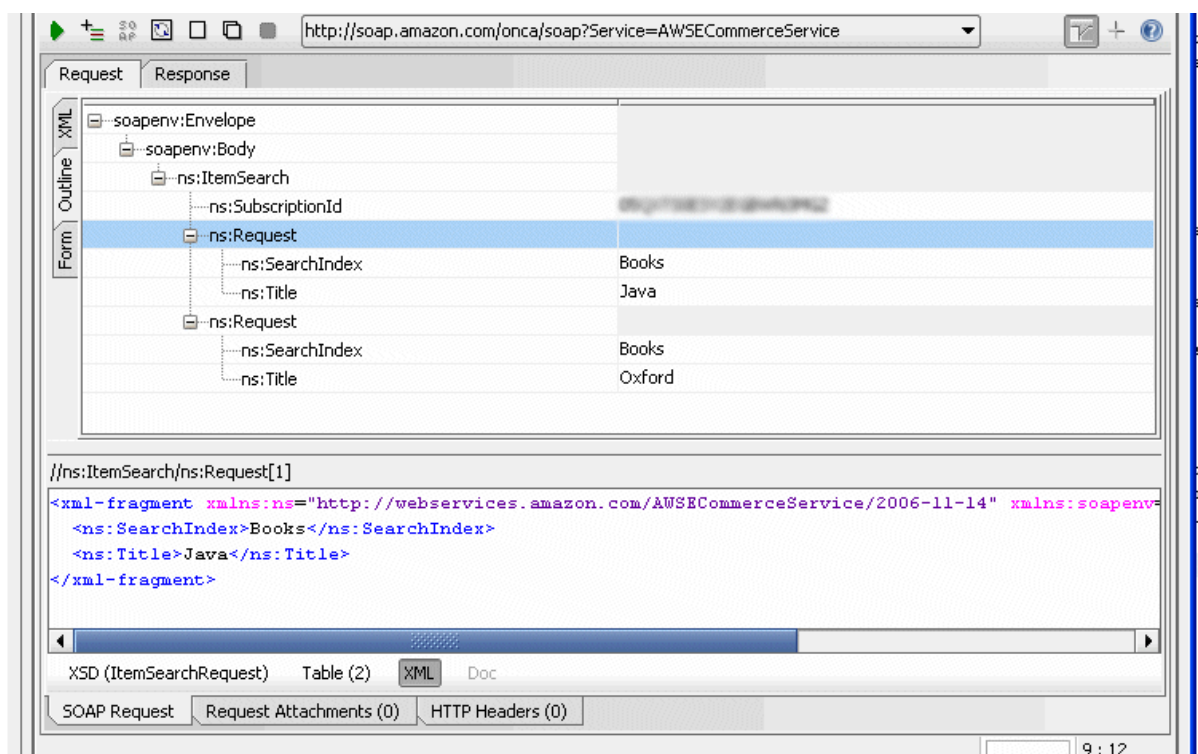 SOAP http://soap.amazon.com/onca/soap?Service=AWSECommerceService
Request Response
XML
Outline
Form
soapenv:Envelope
soapenv:Body
ns:ItemSearch
ns:SubscriptionId
ns:Request
ns:SearchIndex Books
ns:Title Java
ns:Request
ns:SearchIndex Books
ns:Title Oxford
//ns:ItemSearch/ns:Request[1]
<xml-fragment xmlns:ns="http://webservices.amazon.com/AWSECommerceService/2006-11-14" xmlns:soapenv=
<ns:SearchIndex>Books</ns:SearchIndex>
<ns:Title>Java</ns:Title>
</xml-fragment>
XSD (ItemSearchRequest) Table (2) XML Doc
SOAP Request Request Attachments (0) HTTP Headers (0)
9 : 12